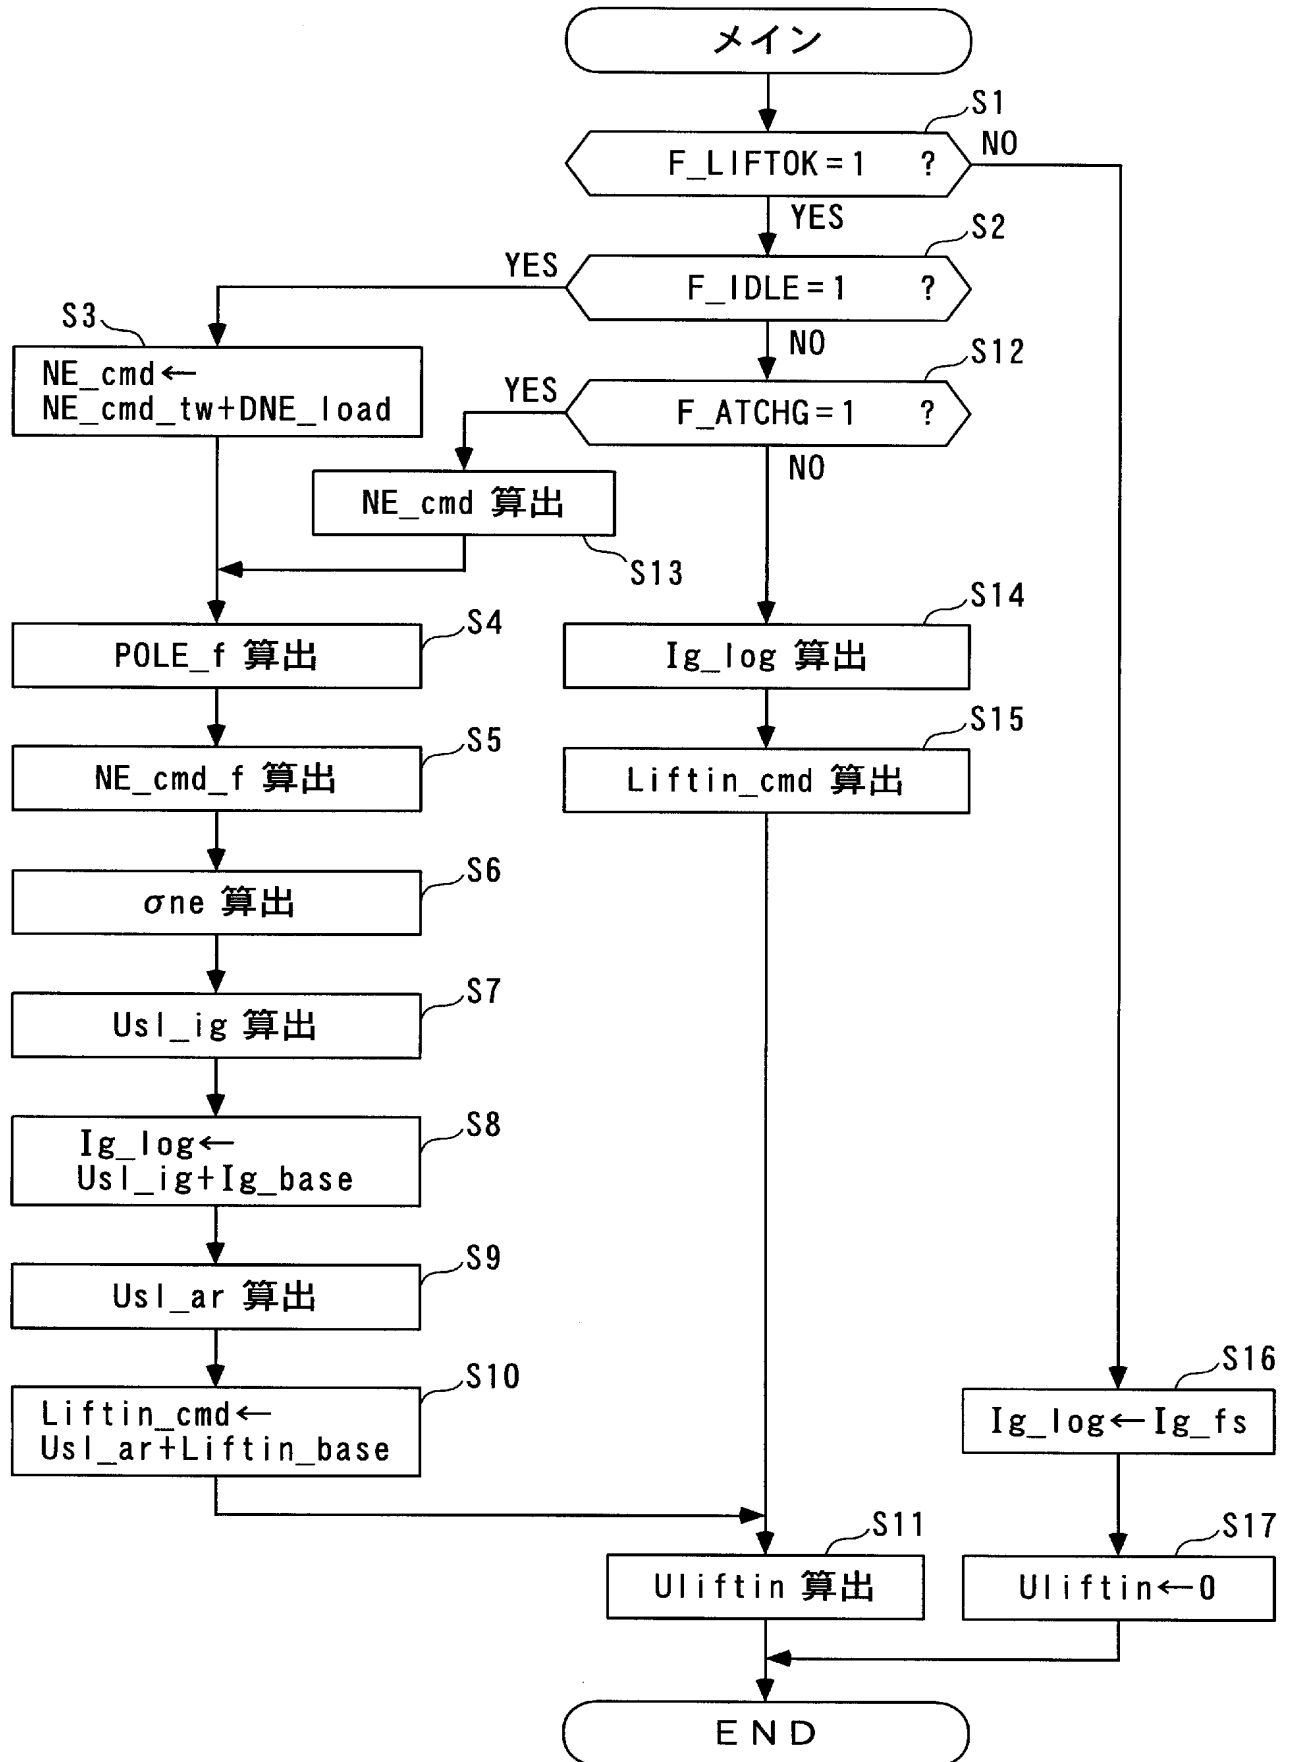 メイン
S1
F_LIFTOK=1 ?
NO
YES
S2
F_IDLE=1 ?
YES
NO
S3
NE_cmd←
NE_cmd_tw+DNE_load
S12
F_ATCHG=1 ?
YES
NO
NE_cmd 算出
S13
S4
POLE_f 算出
S14
Ig_log 算出
S5
NE_cmd_f 算出
S15
Liftin_cmd 算出
S6
σne 算出
S7
Usl_ig 算出
S8
Ig_log←
Usl_ig+Ig_base
S9
Usl_ar 算出
S10
Liftin_cmd←
Usl_ar+Liftin_base
S16
Ig_log←Ig_fs
S11
Uliftin 算出
S17
Uliftin←0
END